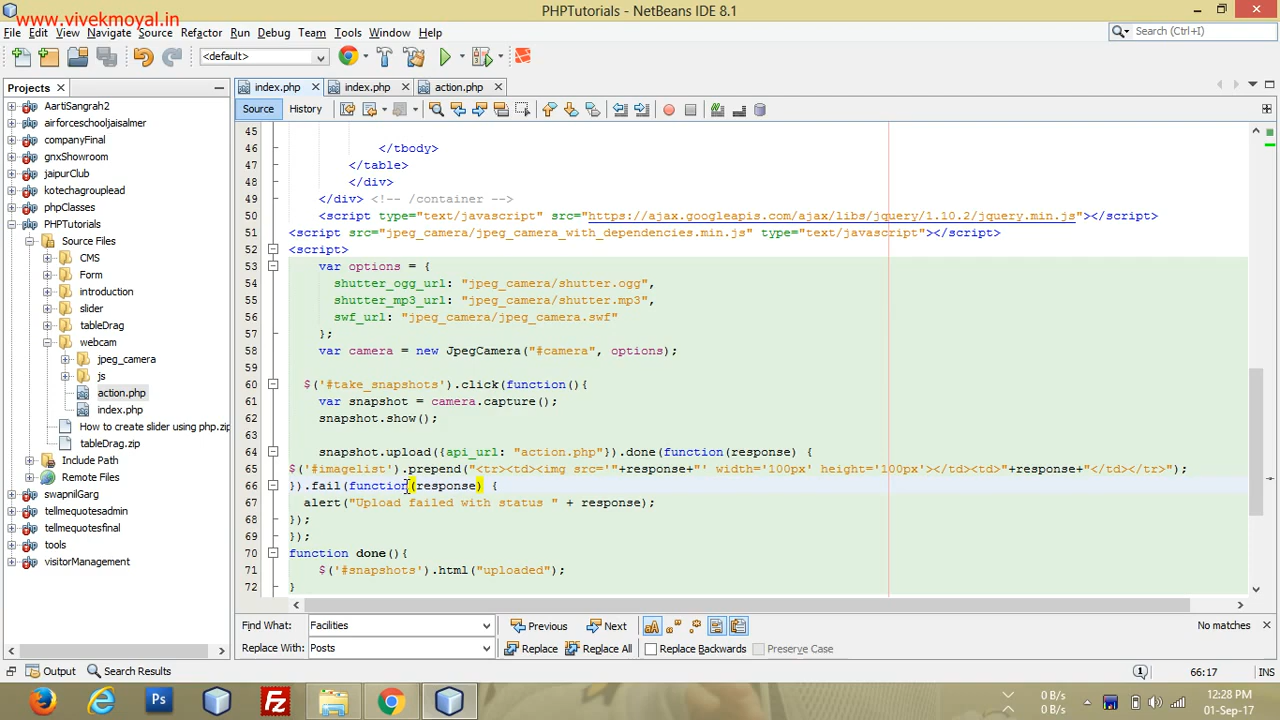 PHPTutorials - NetBeans IDE 8.1
www.vivekmoyal.in
File Edit View Navigate Source Refactor Run Debug Team Tools Window Help
Search (Ctrl+I)
<default>
Projects
index.php index.php action.php
Source History
AartiSangrah2
airforceschooljaisalmer
companyFinal
gnxShowroom
jaipurClub
kotechagrouplead
phpClasses
PHPTutorials
Source Files
CMS
Form
introduction
slider
tableDrag
webcam
jpeg_camera
js
action.php
index.php
How to create slider using php.zip
tableDrag.zip
Include Path
swapnilGarg
tellmequestadmin
tellmequestfinal
tools
visitorManagement
45
46 </tbody>
47 </table>
48 </div>
49 </div> <!-- /container -->
50 <script type="text/javascript" src="https://ajax.googleapis.com/ajax/libs/jquery/1.10.2/jquery.min.js"></script>
51 <script src="jpeg_camera/jpeg_camera_with_dependencies.min.js" type="text/javascript"></script>
52 <script>
53 var options = {
54 shutter_ogg_url: "jpeg_camera/shutter.ogg",
55 shutter_mp3_url: "jpeg_camera/shutter.mp3",
56 swf_url: "jpeg_camera/jpeg_camera.swf"
57 };
58 var camera = new JpegCamera("#camera", options);
59
60 $('#take_snapshots').click(function(){
61 var snapshot = camera.capture();
62 snapshot.show();
63
64 snapshot.upload({api_url: "action.php"}).done(function(response) {
65 $('#imagelist').prepend("<tr><td><img src='"+response+"' width='100px' height='100px'></td><td>"+response+"</td></tr>");
66 }).fail(function(response) {
67 alert("Upload failed with status " + response);
68 });
69 });
70 function done(){
71 $('#snapshots').html("uploaded");
72 }
Find What: Facilities Previous Next No matches
Replace With: Posts Replace Replace All Replace Backwards Preserve Case
Output Search Results 66:17 INS
0 B/s
0 B/s
12:28 PM
01-Sep-17